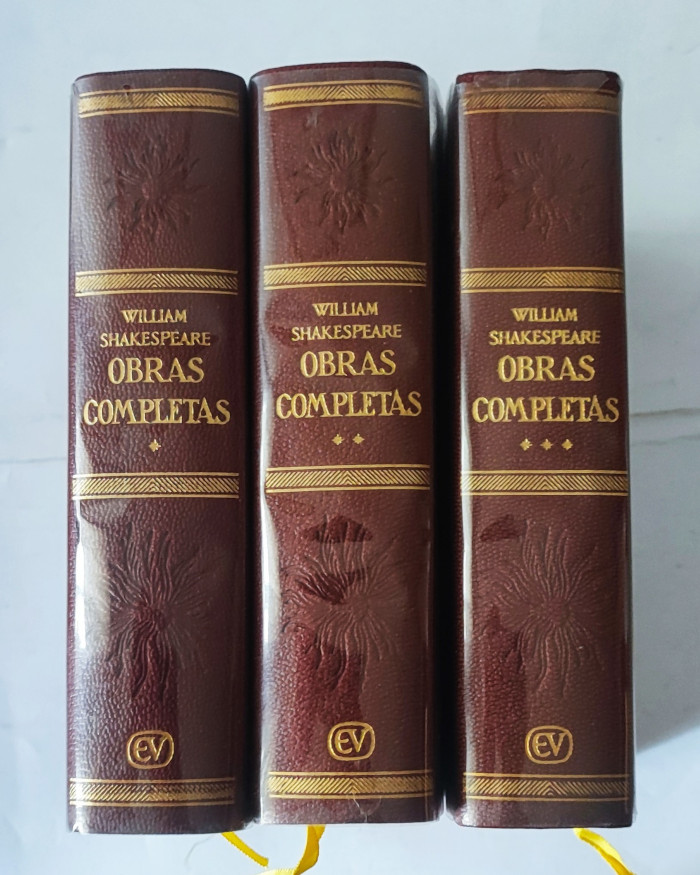 WILLIAM
SHAKESPEARE
OBRAS
COMPLETAS
EV
WILLIAM
SHAKESPEARE
OBRAS
COMPLETAS
EV
WILLIAM
SHAKESPEARE
OBRAS
COMPLETAS
EV